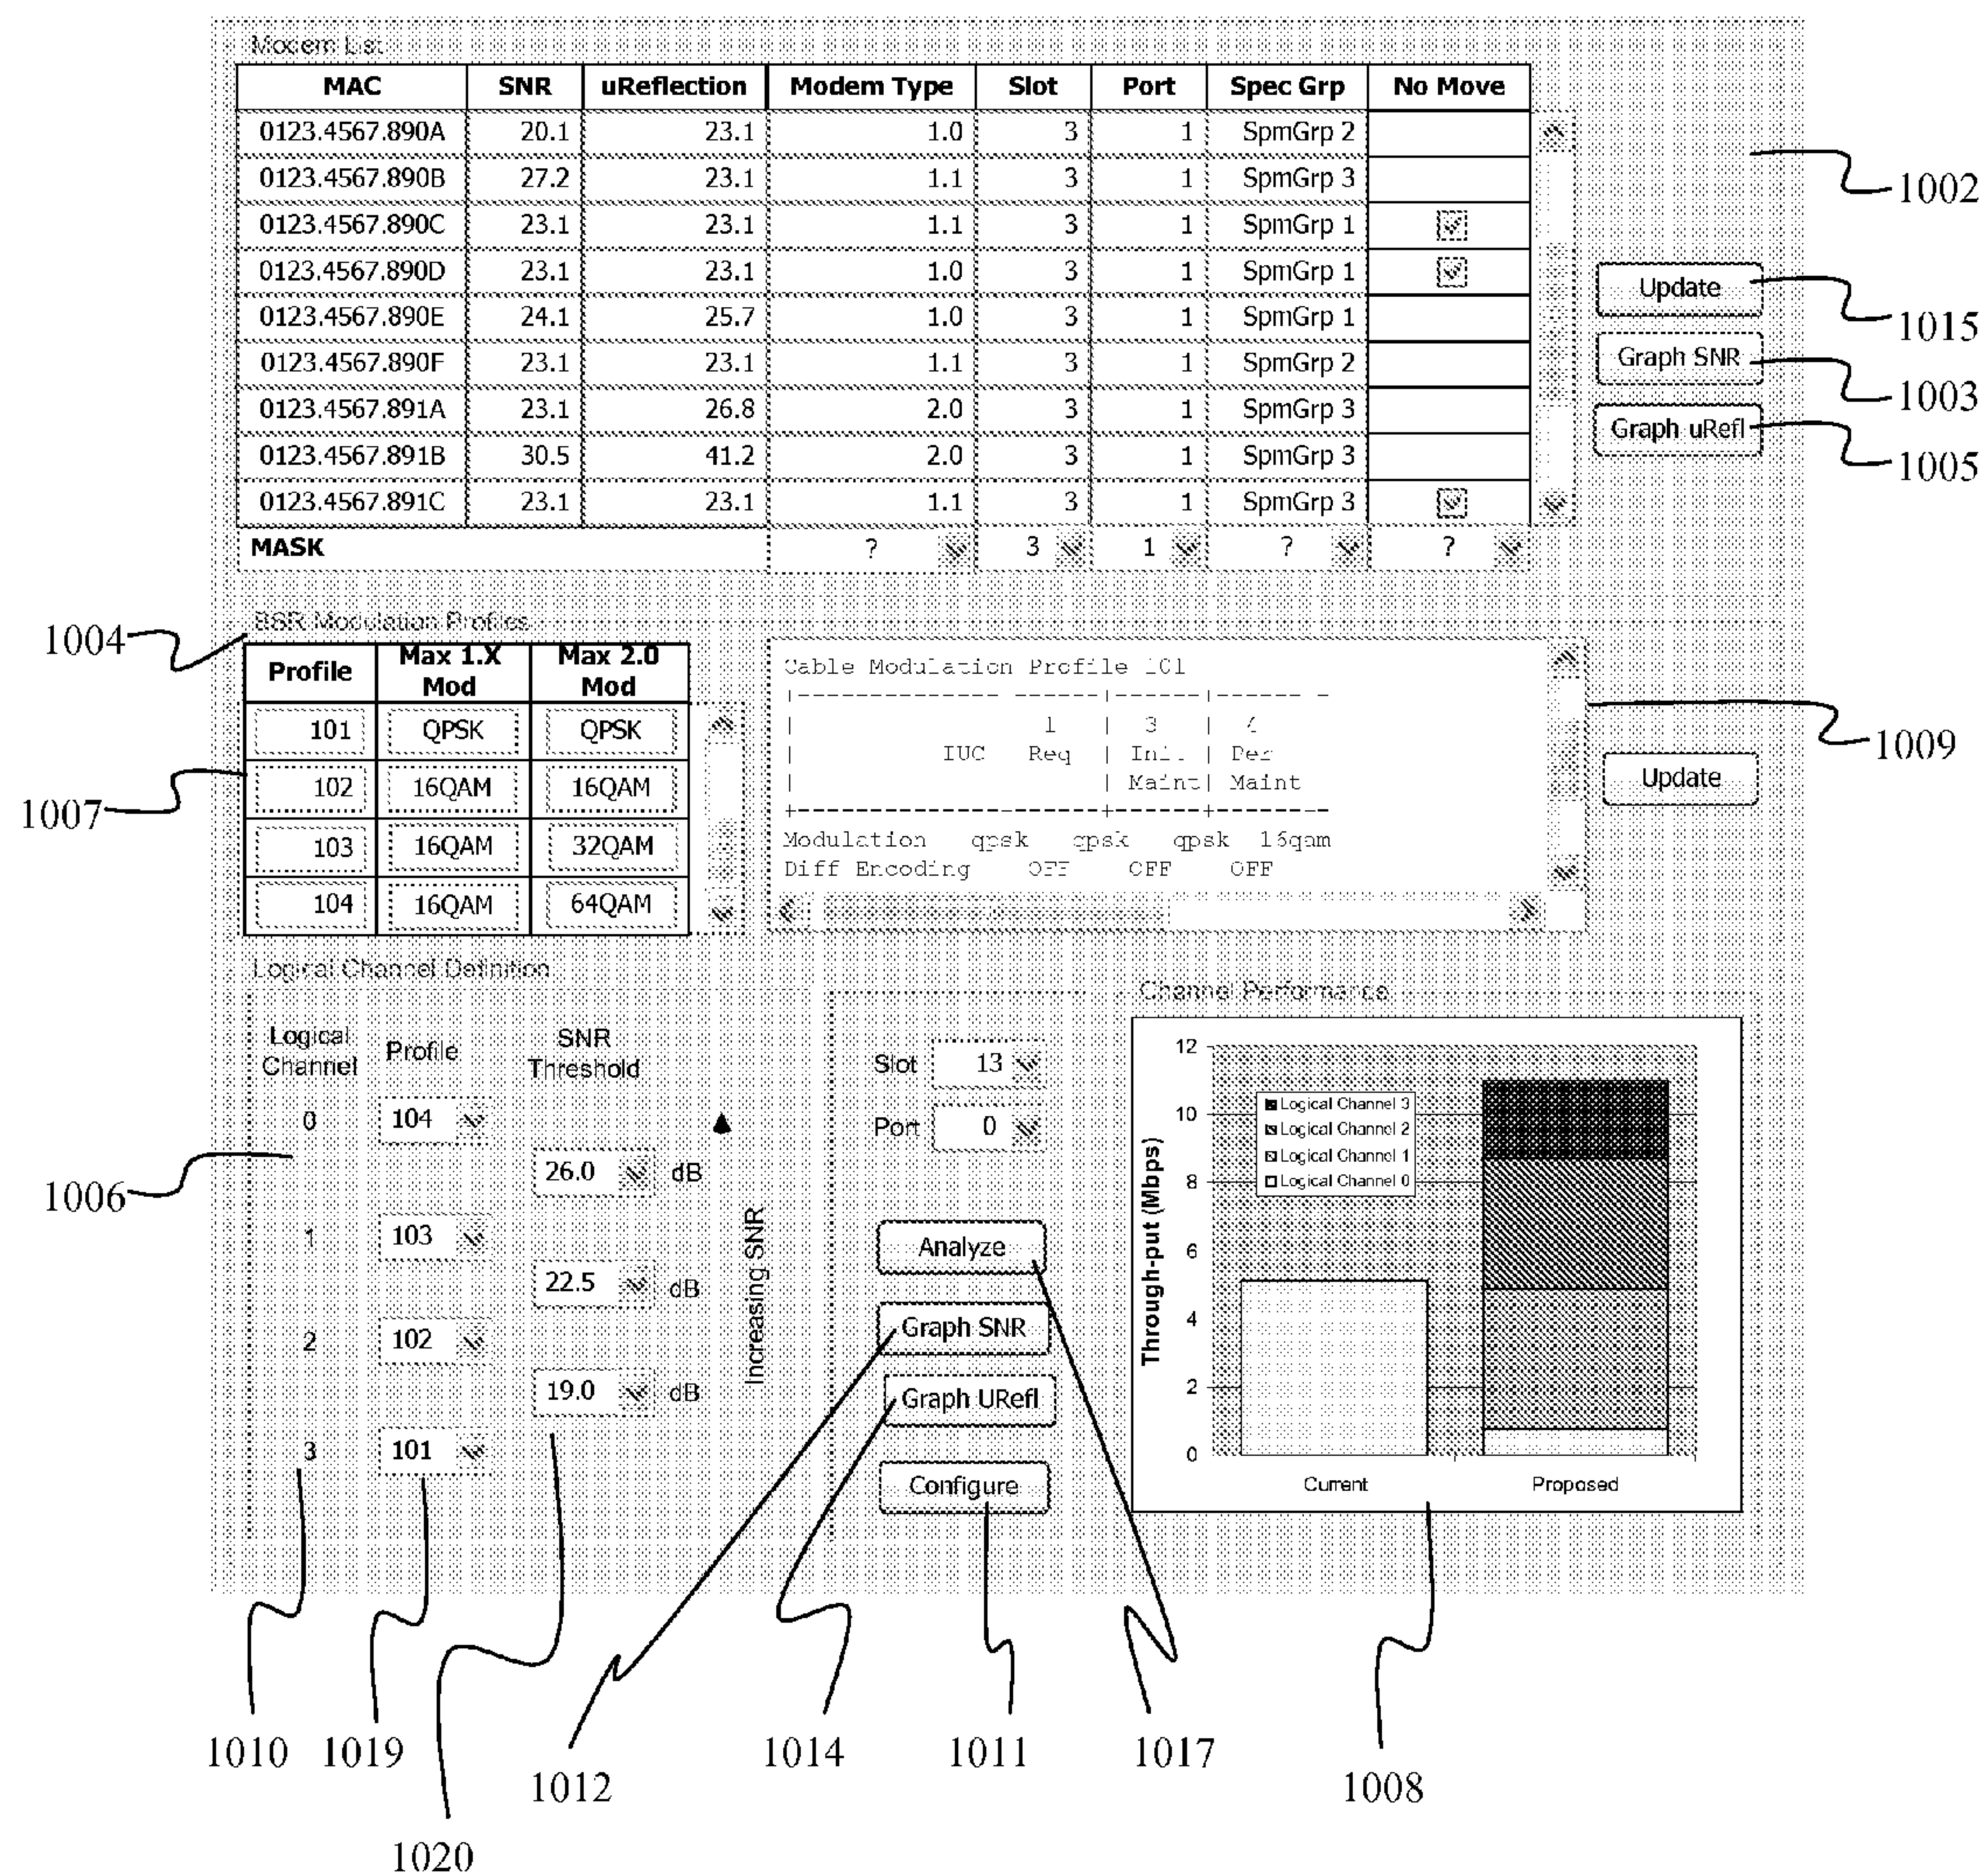 Modem List
MAC SNR uReflection Modem Type Slot Port Spec Grp No Move
0123.4567.890A 20.1 23.1 1.0 3 1 SpmGrp 2
0123.4567.890B 27.2 23.1 1.1 3 1 SpmGrp 3
0123.4567.890C 23.1 23.1 1.1 3 1 SpmGrp 1
0123.4567.890D 23.1 23.1 1.0 3 1 SpmGrp 1
0123.4567.890E 24.1 25.7 1.0 3 1 SpmGrp 1
0123.4567.890F 23.1 23.1 1.1 3 1 SpmGrp 2
0123.4567.891A 23.1 26.8 2.0 3 1 SpmGrp 3
0123.4567.891B 30.5 41.2 2.0 3 1 SpmGrp 3
0123.4567.891C 23.1 23.1 1.1 3 1 SpmGrp 3
MASK ? 3 1 ? ?
1002
Update
1015
Graph SNR
1003
Graph uRefl
1005
BSR Modulation Profiles
1004
Profile Max 1.X Mod Max 2.0 Mod
101 QPSK QPSK
102 16QAM 16QAM
103 16QAM 32QAM
104 16QAM 64QAM
1007
Cable Modulation Profile 101
1 | 3 | 4
IUC Req | Init | Per
| Maint| Maint
Modulation qpsk qpsk qpsk 16qam
Diff Encoding OFF OFF OFF
1009
Update
Logical Channel Definition
Logical Channel
Profile
SNR Threshold
0 104
26.0 dB
1 103
22.5 dB
2 102
19.0 dB
3 101
Increasing SNR
1006
Slot 13
Port 0
Analyze
Graph SNR
Graph URefl
Configure
Channel Performance
Through-put (Mbps)
12
10
8
6
4
2
0
Logical Channel 3
Logical Channel 2
Logical Channel 1
Logical Channel 0
Current
Proposed
1010
1019
1020
1012
1014
1011
1017
1008